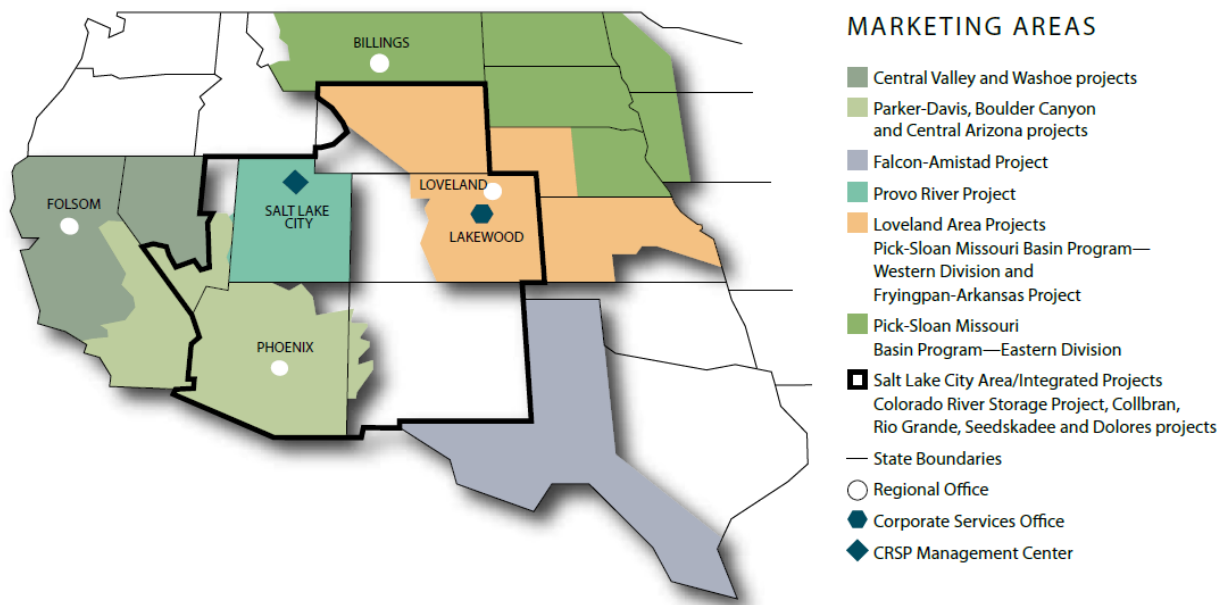 BILLINGS
LOVELAND
FOLSOM
SALT LAKE
CITY
LAKEWOOD
PHOENIX
MARKETING AREAS
Central Valley and Washoe projects
Parker-Davis, Boulder Canyon
and Central Arizona projects
Falcon-Amistad Project
Provo River Project
Loveland Area Projects
Pick-Sloan Missouri Basin Program—
Western Division and
Fryingpan-Arkansas Project
Pick-Sloan Missouri
Basin Program—Eastern Division
Salt Lake City Area/Integrated Projects
Colorado River Storage Project, Collbran,
Rio Grande, Seedskadee and Dolores projects
State Boundaries
Regional Office
Corporate Services Office
CRSP Management Center